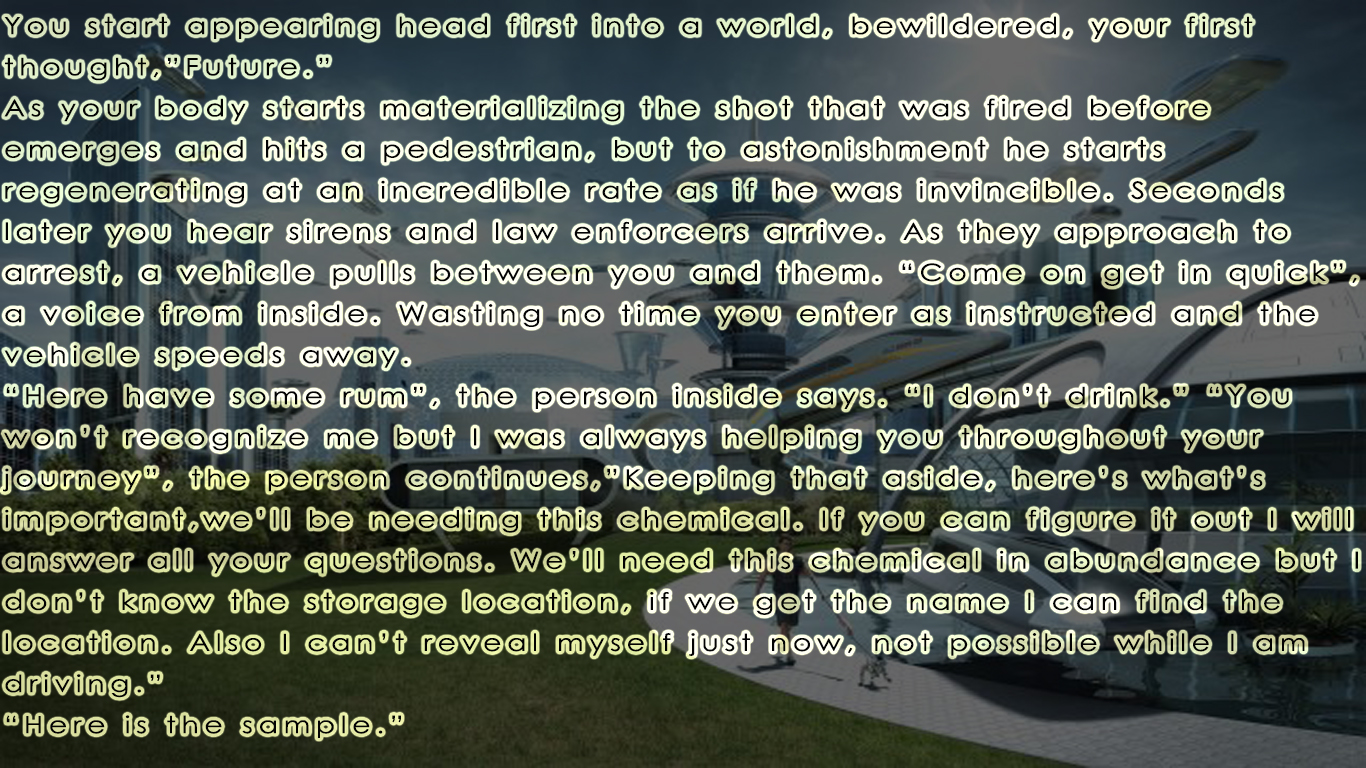 You start appearing head first into a world, bewildered, your first
thought,"Future."
As your body starts materializing the shot that was fired before
emerges and hits a pedestrian, but to astonishment he starts
regenerating at an incredible rate as if he was invincible. Seconds
later you hear sirens and law enforcers arrive. As they approach to
arrest, a vehicle pulls between you and them. “Come on get in quick”,
a voice from inside. Wasting no time you enter as instructed and the
vehicle speeds away.
“Here have some rum”, the person inside says. “I don't drink.” “You
won't recognize me but I was always helping you throughout your
journey”, the person continues,”Keeping that aside, here's what's
important,we'll be needing this chemical. If you can figure it out I will
answer all your questions. We'll need this chemical in abundance but I
don't know the storage location, if we get the name I can find the
location. Also I can't reveal myself just now, not possible while I am
driving.”
“Here is the sample.”